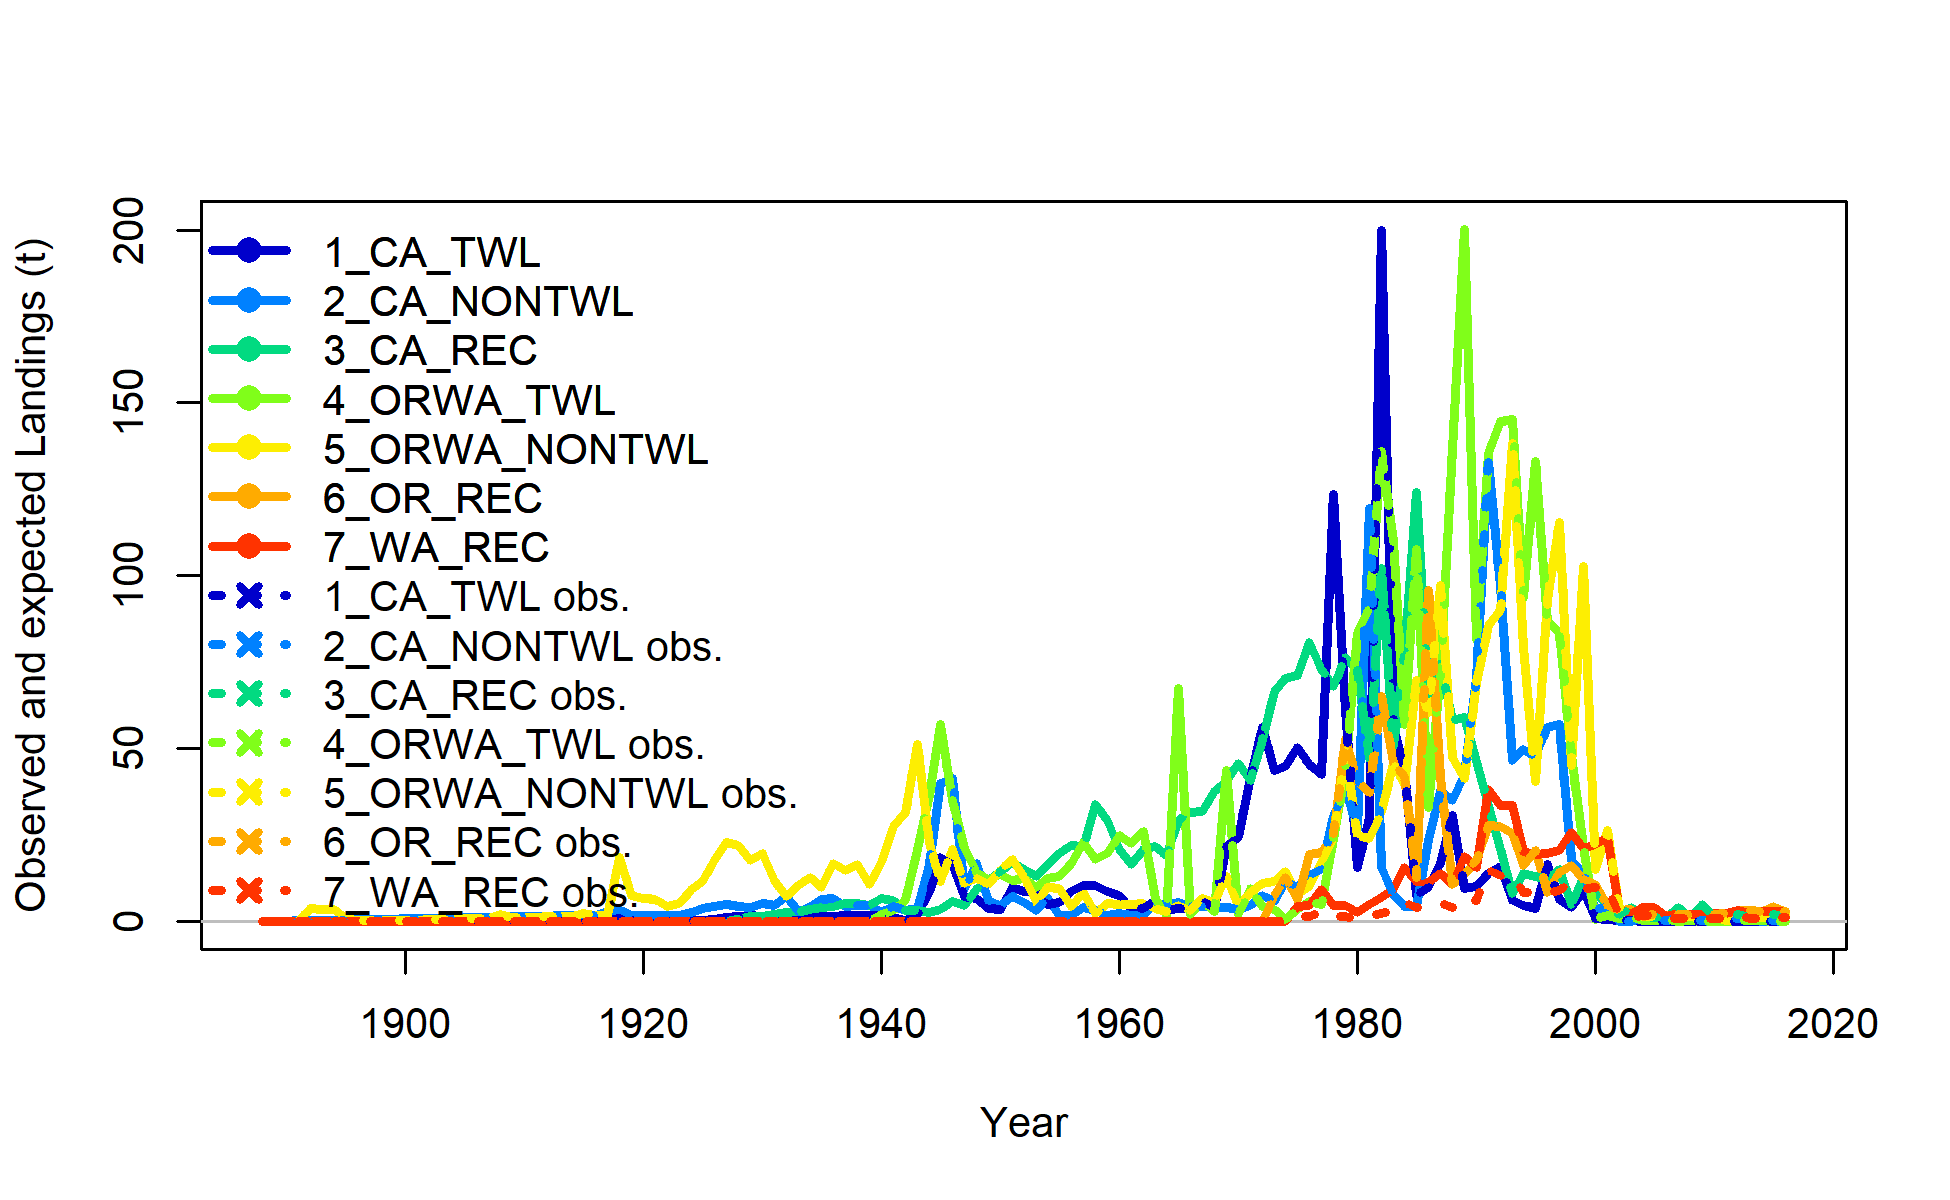 Observed and expected Landings (t)
200
150
100
50
0
1_CA_TWL
2_CA_NONTWL
3_CA_REC
4_ORWA_TWL
5_ORWA_NONTWL
6_OR_REC
7_WA_REC
1_CA_TWL obs.
2_CA_NONTWL obs.
3_CA_REC obs.
4_ORWA_TWL obs.
5_ORWA_NONTWL obs.
6_OR_REC obs.
7_WA_REC obs.
1900 1920 1940 1960 1980 2000 2020
Year